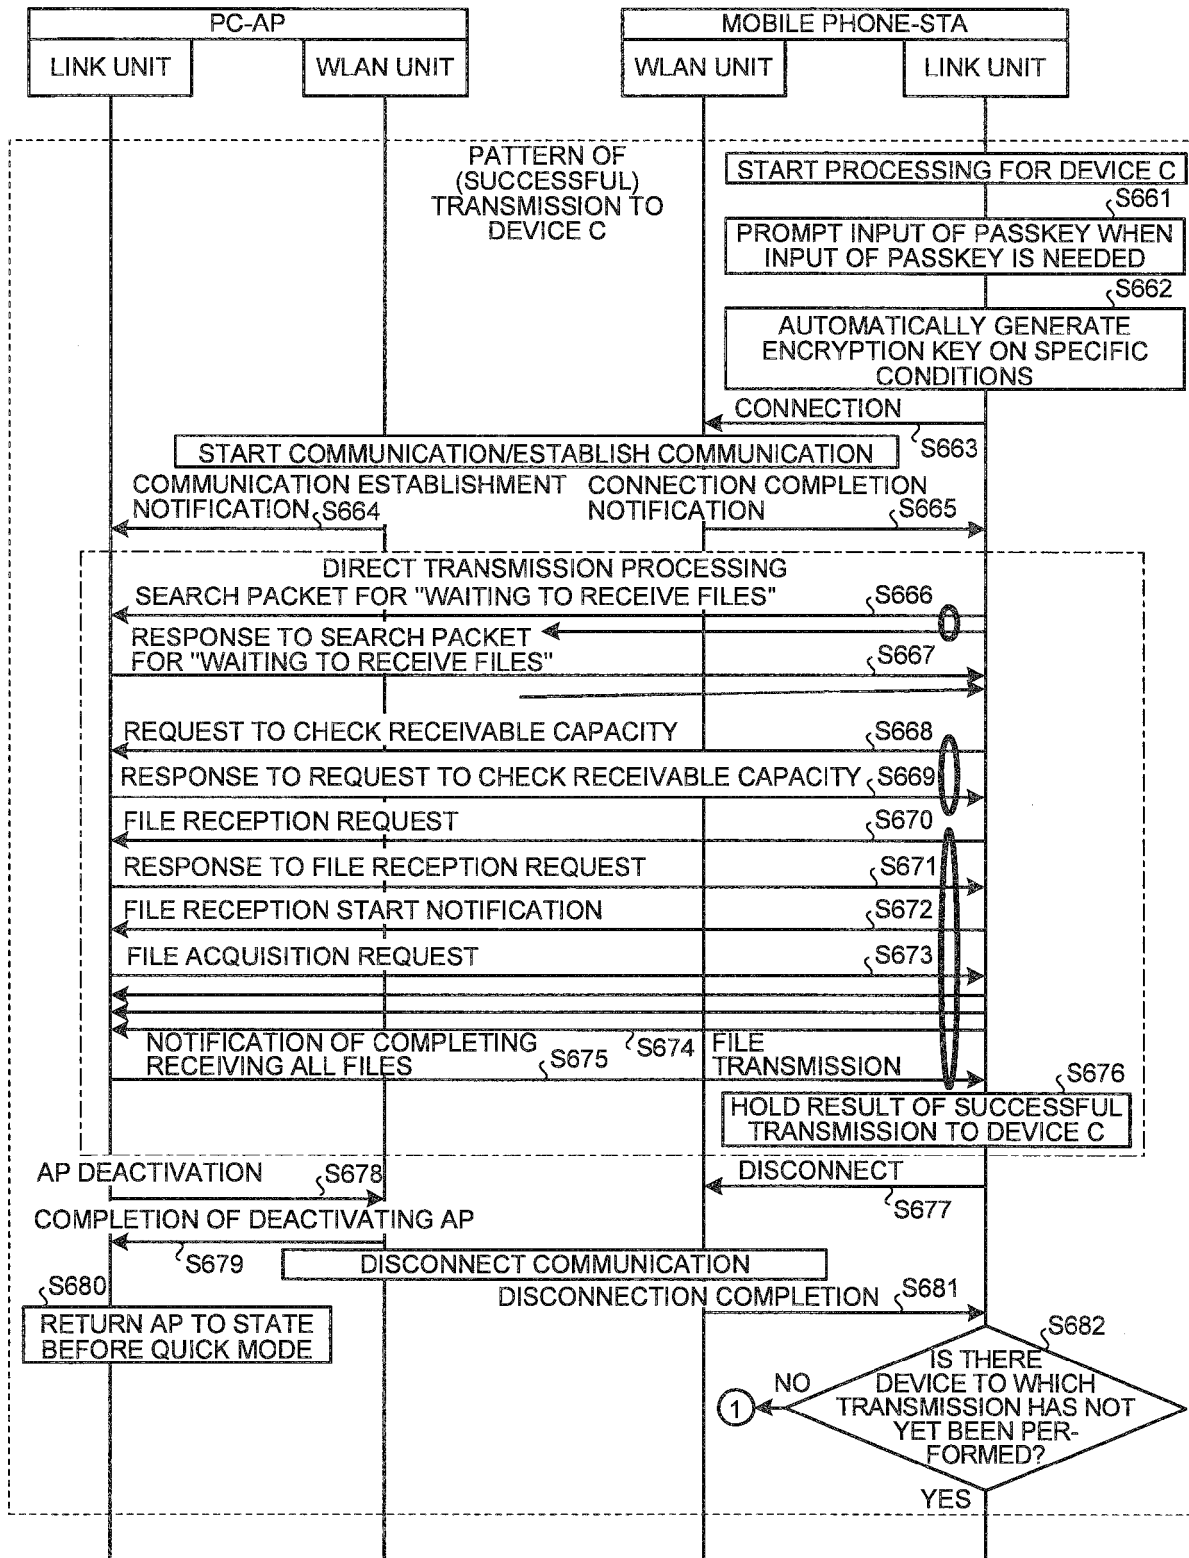 PC-AP
MOBILE PHONE-STA
LINK UNIT
WLAN UNIT
WLAN UNIT
LINK UNIT
PATTERN OF
(SUCCESSFUL)
TRANSMISSION TO
DEVICE C
START PROCESSING FOR DEVICE C
S661
PROMPT INPUT OF PASSKEY WHEN
INPUT OF PASSKEY IS NEEDED
S662
AUTOMATICALLY GENERATE
ENCRYPTION KEY ON SPECIFIC
CONDITIONS
CONNECTION
S663
START COMMUNICATION/ESTABLISH COMMUNICATION
COMMUNICATION ESTABLISHMENT
NOTIFICATION
S664
CONNECTION COMPLETION
NOTIFICATION
S665
DIRECT TRANSMISSION PROCESSING
SEARCH PACKET FOR "WAITING TO RECEIVE FILES"
S666
RESPONSE TO SEARCH PACKET
FOR "WAITING TO RECEIVE FILES"
S667
REQUEST TO CHECK RECEIVABLE CAPACITY
S668
RESPONSE TO REQUEST TO CHECK RECEIVABLE CAPACITY
S669
FILE RECEPTION REQUEST
S670
RESPONSE TO FILE RECEPTION REQUEST
S671
FILE RECEPTION START NOTIFICATION
S672
FILE ACQUISITION REQUEST
S673
NOTIFICATION OF COMPLETING
RECEIVING ALL FILES
S675
S674
FILE
TRANSMISSION
S676
HOLD RESULT OF SUCCESSFUL
TRANSMISSION TO DEVICE C
AP DEACTIVATION
S678
DISCONNECT
S677
COMPLETION OF DEACTIVATING AP
S679
DISCONNECT COMMUNICATION
S680
DISCONNECTION COMPLETION
S681
RETURN AP TO STATE
BEFORE QUICK MODE
S682
IS THERE
DEVICE TO WHICH
TRANSMISSION HAS NOT
YET BEEN PER-
FORMED?
NO
1
YES